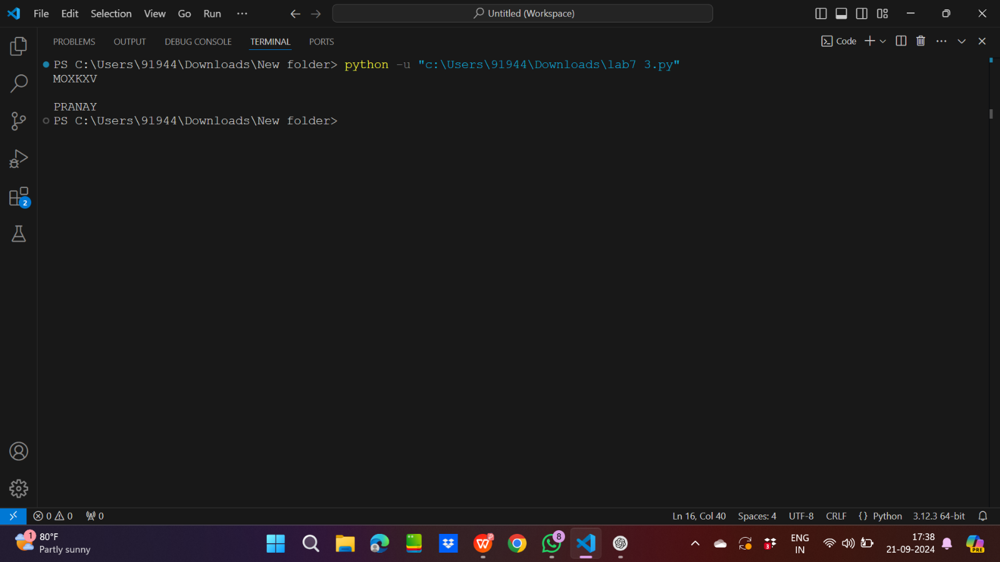 File Edit Selection View Go Run ···
Untitled (Workspace)
PROBLEMS OUTPUT DEBUG CONSOLE TERMINAL PORTS
Code
PS C:\Users\91944\Downloads\New folder> python -u "c:\Users\91944\Downloads\lab7 3.py"
MOXKXV
PRANAY
PS C:\Users\91944\Downloads\New folder>
2
0 0 0
Ln 16, Col 40 Spaces: 4 UTF-8 CRLF {} Python 3.12.3 64-bit
1
80°F
Partly sunny
W P
8
3
ENG
IN
17:38
21-09-2024
PRE